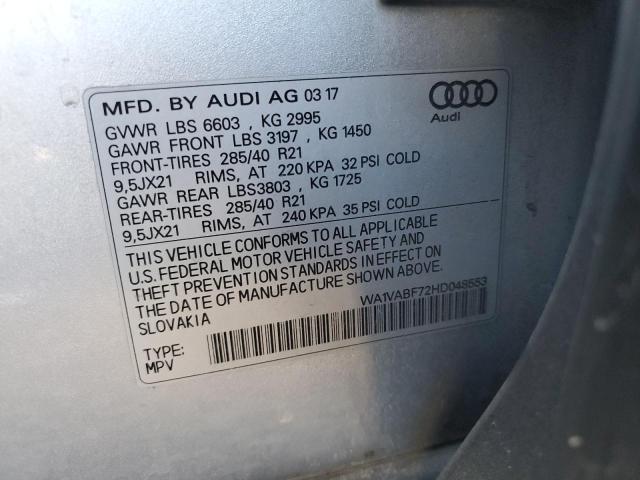 MFD. BY AUDI AG 03 17
GVWR LBS 6603 , KG 2995
GAWR FRONT LBS 3197 , KG 1450
FRONT-TIRES 285/40 R21
9,5JX21 RIMS, AT 220 KPA 32 PSI COLD
GAWR REAR LBS3803 , KG 1725
REAR-TIRES 285/40 R21
9,5JX21 RIMS, AT 240 KPA 35 PSI COLD
Audi
THIS VEHICLE CONFORMS TO ALL APPLICABLE
U.S. FEDERAL MOTOR VEHICLE SAFETY AND
THEFT PREVENTION STANDARDS IN EFFECT ON
THE DATE OF MANUFACTURE SHOWN ABOVE.
SLOVAKIA
WA1VABF72HD048553
TYPE:
MPV